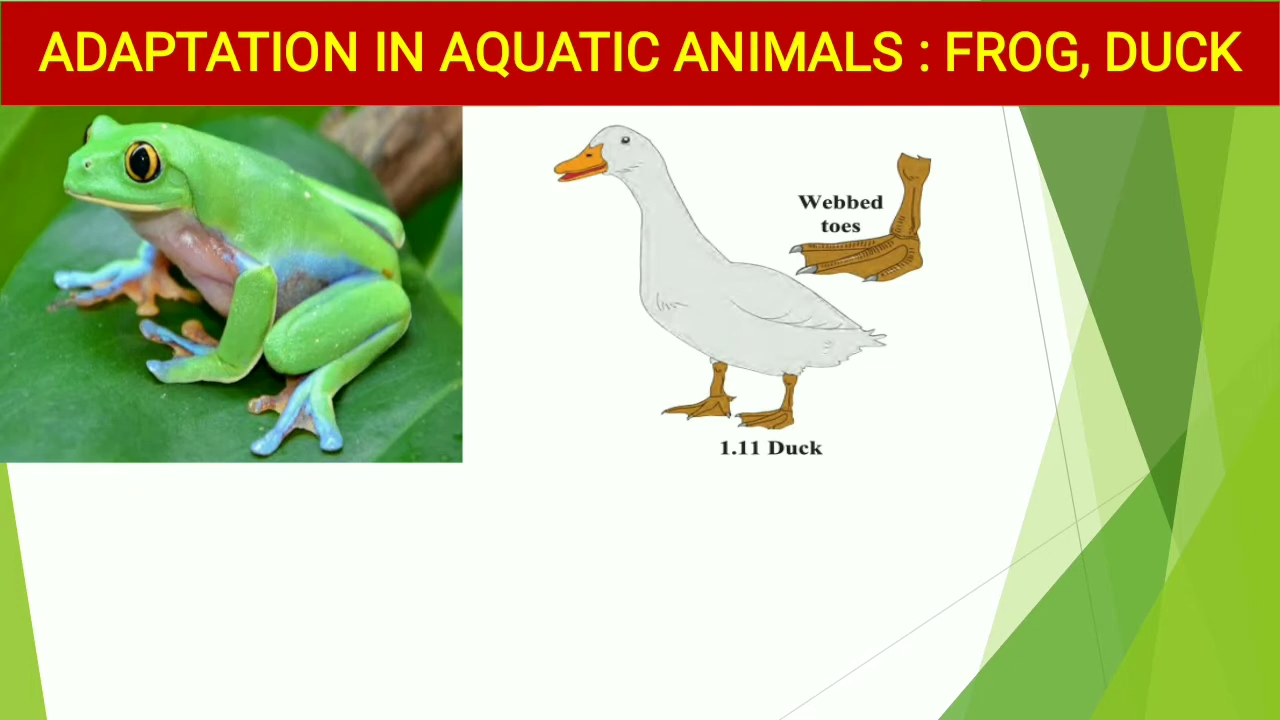 ADAPTATION IN AQUATIC ANIMALS : FROG, DUCK
Webbed
toes
1.11 Duck